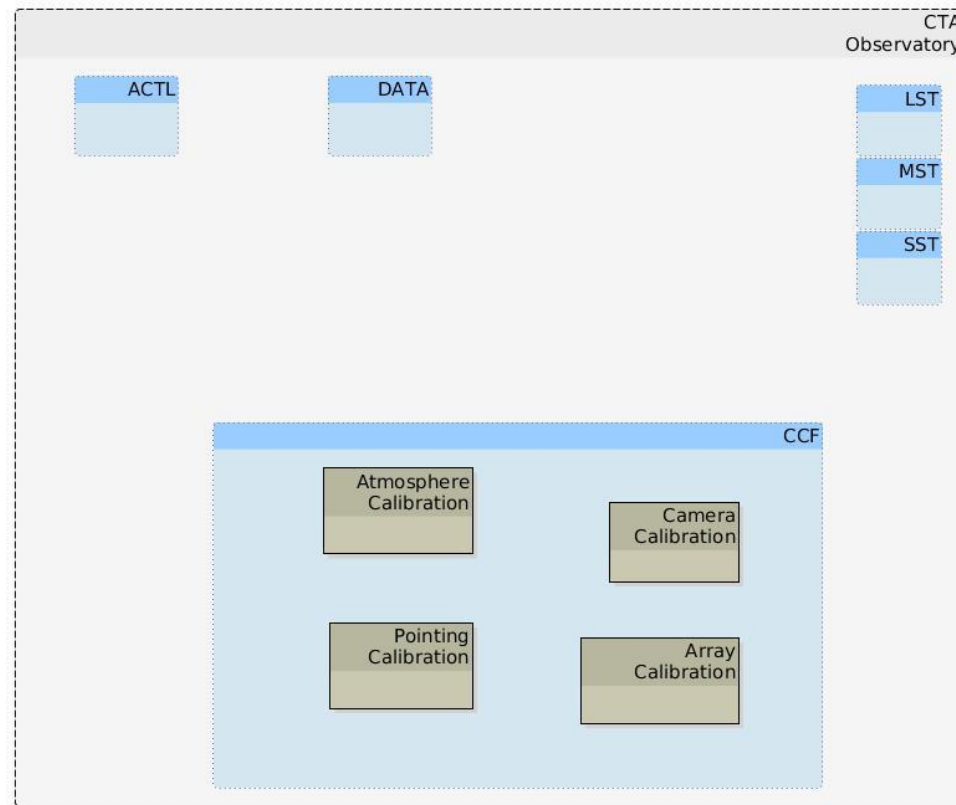 CTA
Observatory
ACTL
DATA
LST
MST
SST
CCF
Atmosphere
Calibration
Camera
Calibration
Pointing
Calibration
Array
Calibration